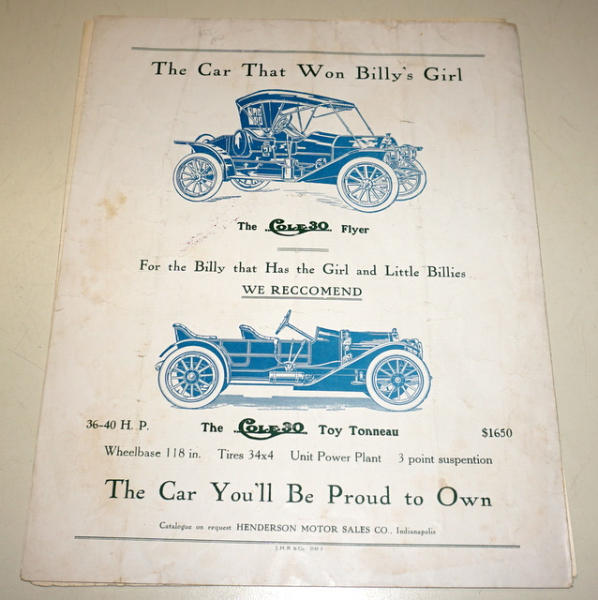 The Car That Won Billy's Girl
The COLE 30 Flyer
For the Billy that Has the Girl and Little Billies
WE RECCOMEND
36-40 H. P. The COLE 30 Toy Tonneau $1650
Wheelbase 118 in. Tires 34x4 Unit Power Plant 3 point suspention
The Car You'll Be Proud to Own
Catalogue on request HENDERSON MOTOR SALES CO., Indianapolis